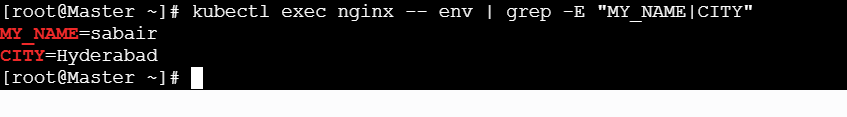 [root@Master ~]# kubectl exec nginx -- env | grep -E "MY_NAME|CITY"
MY_NAME=sabair
CITY=Hyderabad
[root@Master ~]#